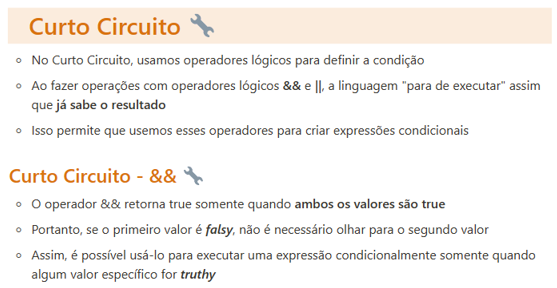 Curto Circuito 🔧
◦ No Curto Circuito, usamos operadores lógicos para definir a condição
◦ Ao fazer operações com operadores lógicos && e ||, a linguagem "para de executar" assim
que já sabe o resultado
◦ Isso permite que usemos esses operadores para criar expressões condicionais
Curto Circuito - && 🔧
◦ O operador && retorna true somente quando ambos os valores são true
◦ Portanto, se o primeiro valor é falsy, não é necessário olhar para o segundo valor
◦ Assim, é possível usá-lo para executar uma expressão condicionalmente somente quando
algum valor específico for truthy